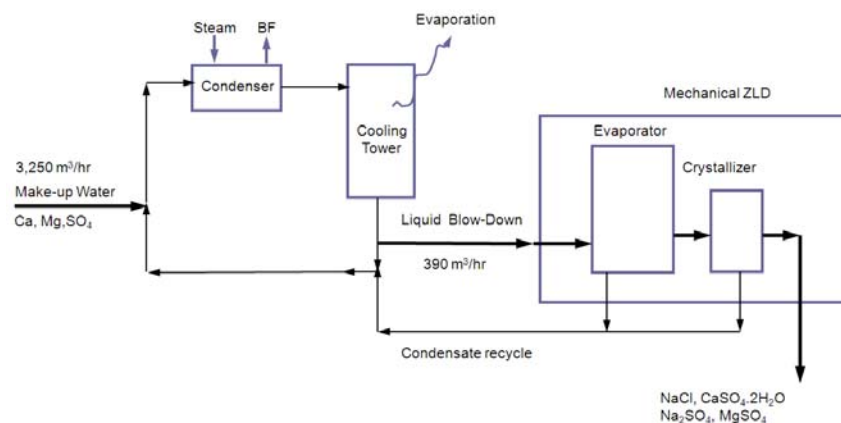 Steam
BF
Evaporation
Condenser
Cooling
Tower
Mechanical ZLD
Evaporator
Crystallizer
3,250 m³/hr
Make-up Water
Ca, Mg,SO₄
Liquid Blow-Down
390 m³/hr
Condensate recycle
NaCl, CaSO₄.2H₂O
Na₂SO₄, MgSO₄